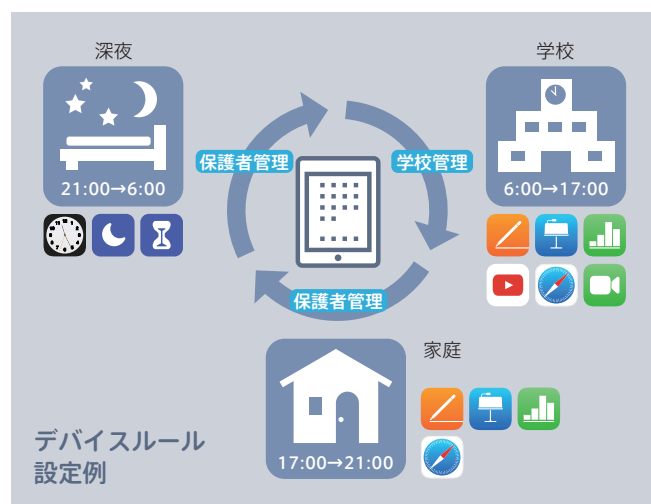 深夜
21:00→6:00
保護者管理
学校管理
学校
6:00→17:00
保護者管理
家庭
17:00→21:00
デバイスルール
設定例